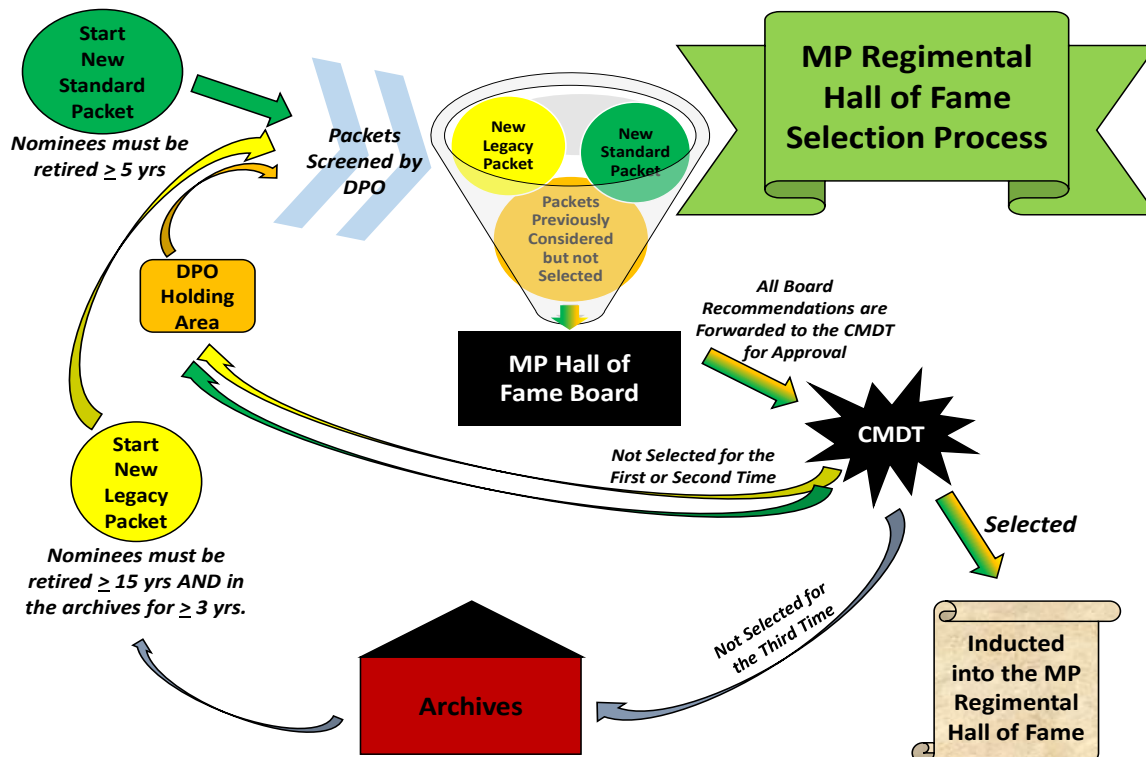 Start
New
Standard
Packet
Nominees must be
retired ≥ 5 yrs
Packets
Screened by
DPO
New
Legacy
Packet
New
Standard
Packet
Packets
Previously
Considered
but not
Selected
MP Regimental
Hall of Fame
Selection Process
DPO
Holding
Area
MP Hall of
Fame Board
All Board
Recommendations are
Forwarded to the CMDT
for Approval
CMDT
Not Selected for the
First or Second Time
Start
New
Legacy
Packet
Nominees must be
retired ≥ 15 yrs AND in
the archives for ≥ 3 yrs.
Selected
Not Selected for
the Third Time
Archives
Inducted
into the MP
Regimental
Hall of Fame